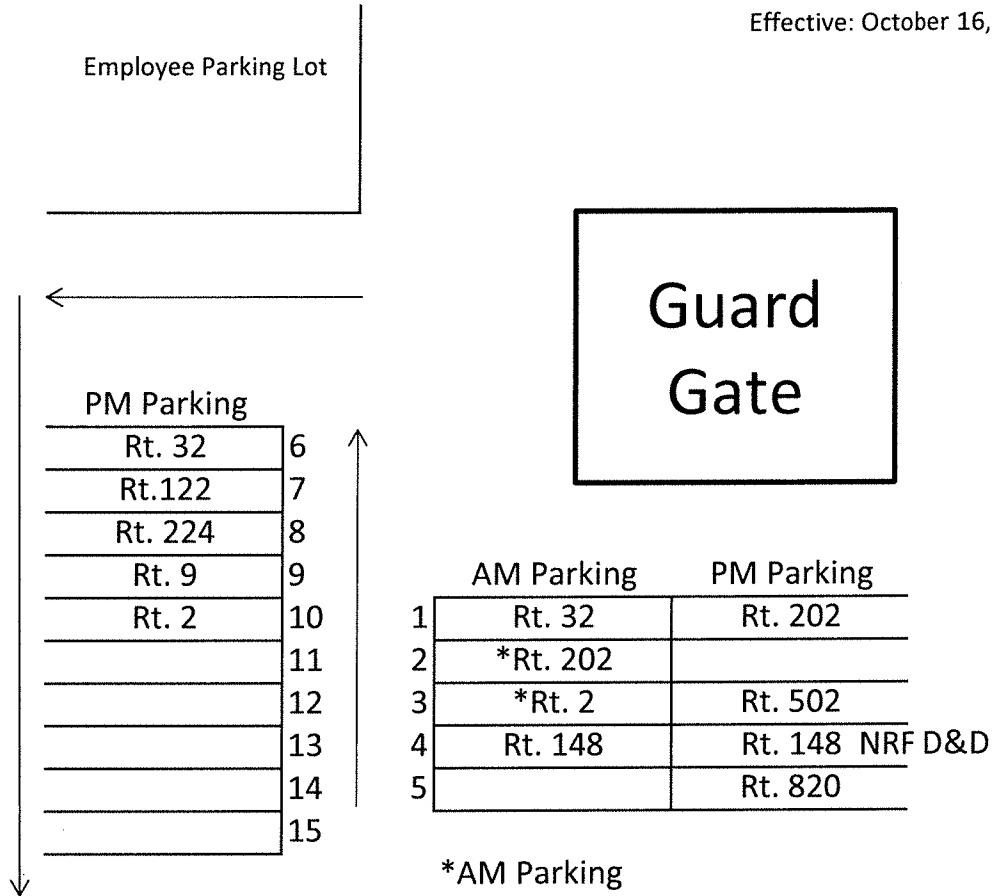 Effective: October 16,
Employee Parking Lot
Guard
Gate
PM Parking
Rt. 32 6
Rt.122 7
Rt. 224 8
Rt. 9 9
Rt. 2 10
11
12
13
14
15
AM Parking PM Parking
1 Rt. 32 Rt. 202
2 *Rt. 202
3 *Rt. 2 Rt. 502
4 Rt. 148 Rt. 148 NRF D&D
5 Rt. 820
*AM Parking